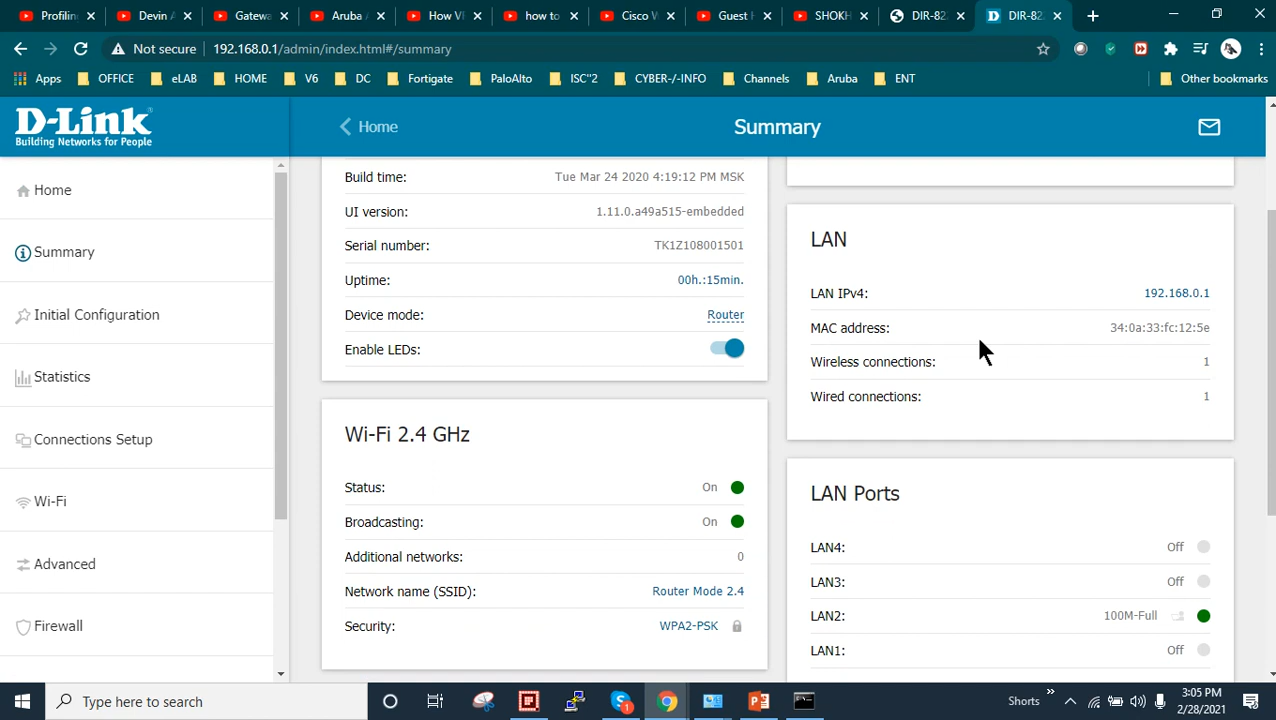 Profilin
Devin A
Gatewa
Aruba A
How VP
how to
Cisco W
Guest H
SHOKH
DIR-82
DIR-82
Not secure
192.168.0.1/admin/index.html#/summary
Apps
OFFICE
eLAB
HOME
V6
DC
Fortigate
PaloAlto
ISC"2
CYBER-/-INFO
Channels
Aruba
ENT
Other bookmarks
D-Link
Building Networks for People
Home
Summary
Home
Summary
Initial Configuration
Statistics
Connections Setup
Wi-Fi
Advanced
Firewall
Build time: Tue Mar 24 2020 4:19:12 PM MSK
UI version: 1.11.0.a49a515-embedded
Serial number: TK1Z108001501
Uptime: 00h.:15min.
Device mode: Router
Enable LEDs:
Wi-Fi 2.4 GHz
Status: On
Broadcasting: On
Additional networks: 0
Network name (SSID): Router Mode 2.4
Security: WPA2-PSK
LAN
LAN IPv4: 192.168.0.1
MAC address: 34:0a:33:fc:12:5e
Wireless connections: 1
Wired connections: 1
LAN Ports
LAN4: Off
LAN3: Off
LAN2: 100M-Full
LAN1: Off
Type here to search
Shorts
3:05 PM
2/28/2021